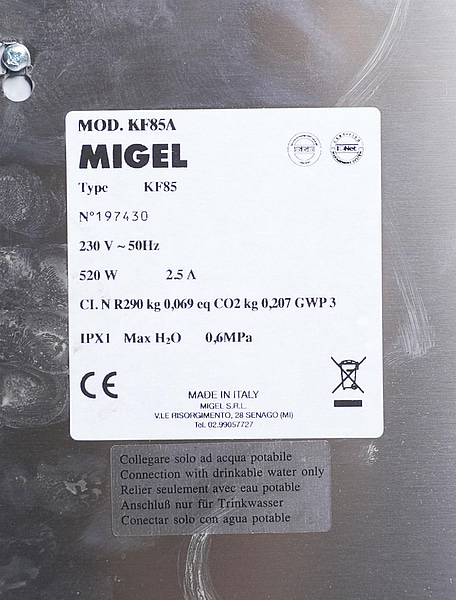 MOD. KF85A
MIGEL
Type KF85
N°197430
230 V ~ 50Hz
520 W 2.5 A
CI. N R290 kg 0,069 eq CO2 kg 0,207 GWP 3
IPX1 Max H₂O 0,6MPa
CE
MADE IN ITALY
MIGEL S.R.L.
V.LE RISORGIMENTO, 28 SENAGO (MI)
Tel. 02.99057727
Collegare solo ad acqua potabile
Connection with drinkable water only
Relier seulement avec eau potable
Anschluß nur für Trinkwasser
Conectar solo con agua potable